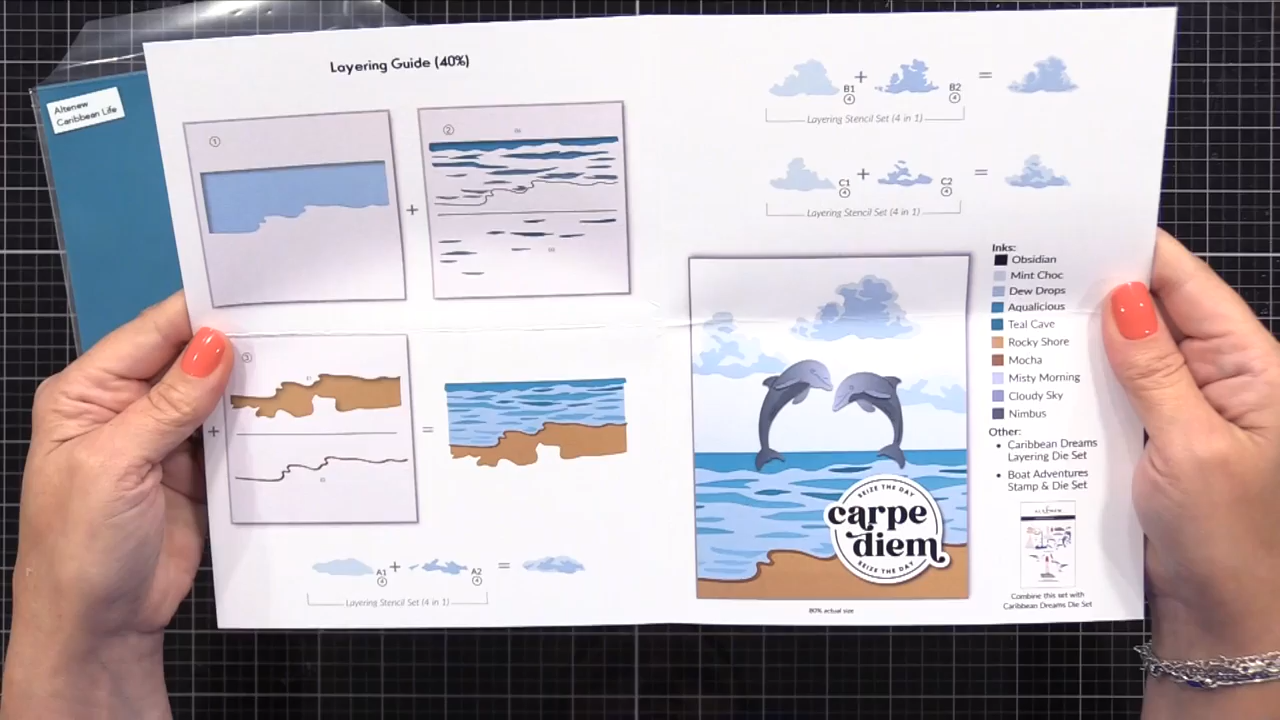 Altenew
Caribbean Life
Layering Guide (40%)
1
2
+
3
+
=
A1
4
+
A2
4
=
Layering Stencil Set (4 in 1)
+
B1
4
B2
4
=
Layering Stencil Set (4 in 1)
+
C1
4
C2
4
=
Layering Stencil Set (4 in 1)
SEIZE THE DAY
carpe
diem
SEIZE THE DAY
80% actual size
Inks:
Obsidian
Mint Choc
Dew Drops
Aqualicious
Teal Cave
Rocky Shore
Mocha
Misty Morning
Cloudy Sky
Nimbus
Other:
• Caribbean Dreams
Layering Die Set
• Boat Adventures
Stamp & Die Set
Combine this set with
Caribbean Dreams Die Set